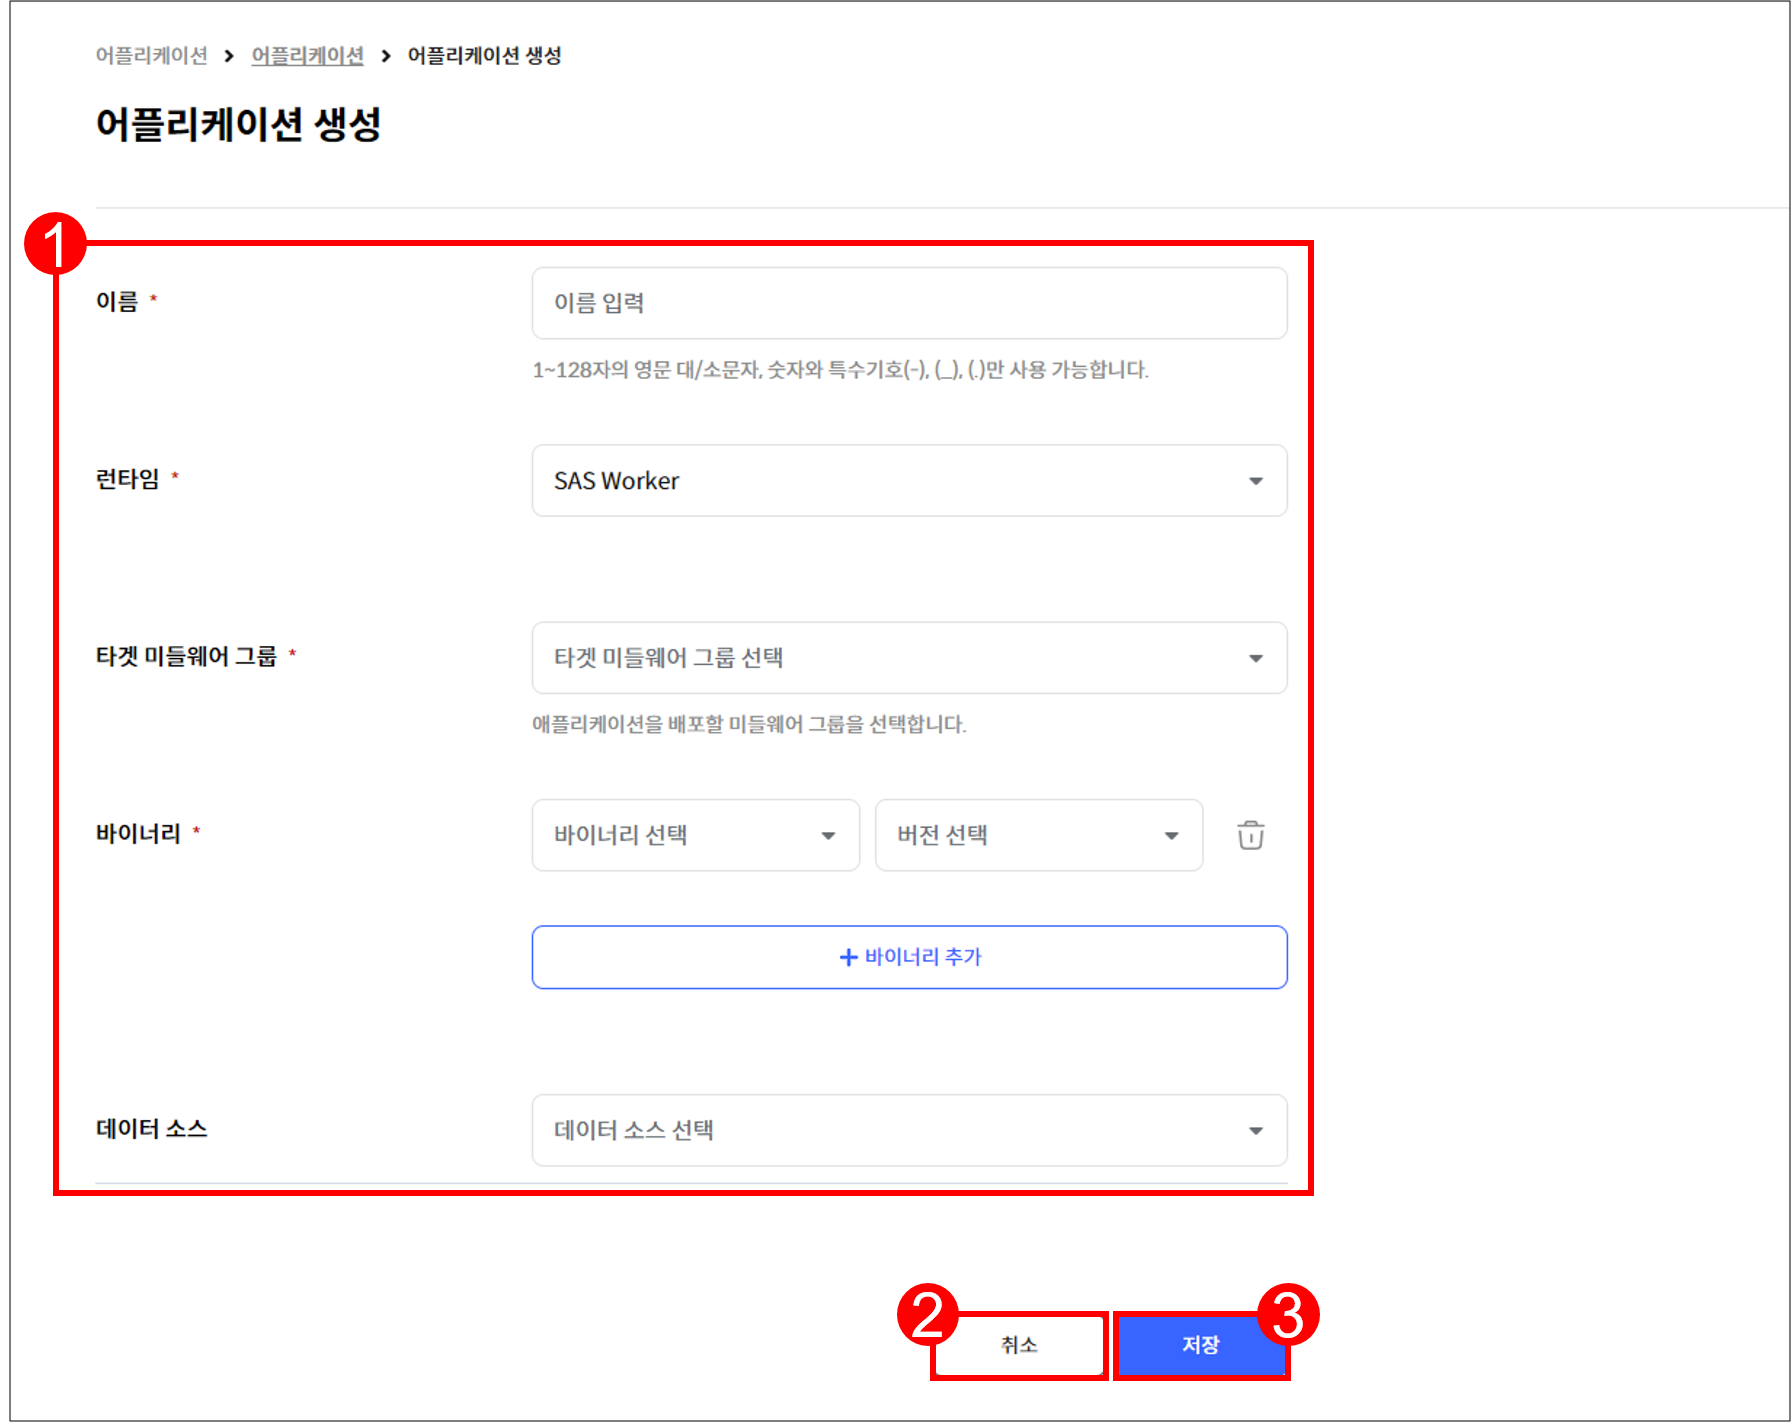 어플리케이션 > 어플리케이션 > 어플리케이션 생성
어플리케이션 생성
1
이름 *
이름 입력
1~128자의 영문 대/소문자, 숫자와 특수기호(-), (_), (.)만 사용 가능합니다.
런타임 *
SAS Worker
타겟 미들웨어 그룹 *
타겟 미들웨어 그룹 선택
애플리케이션을 배포할 미들웨어 그룹을 선택합니다.
바이너리 *
바이너리 선택
버전 선택
+ 바이너리 추가
데이터 소스
데이터 소스 선택
2
취소
3
저장